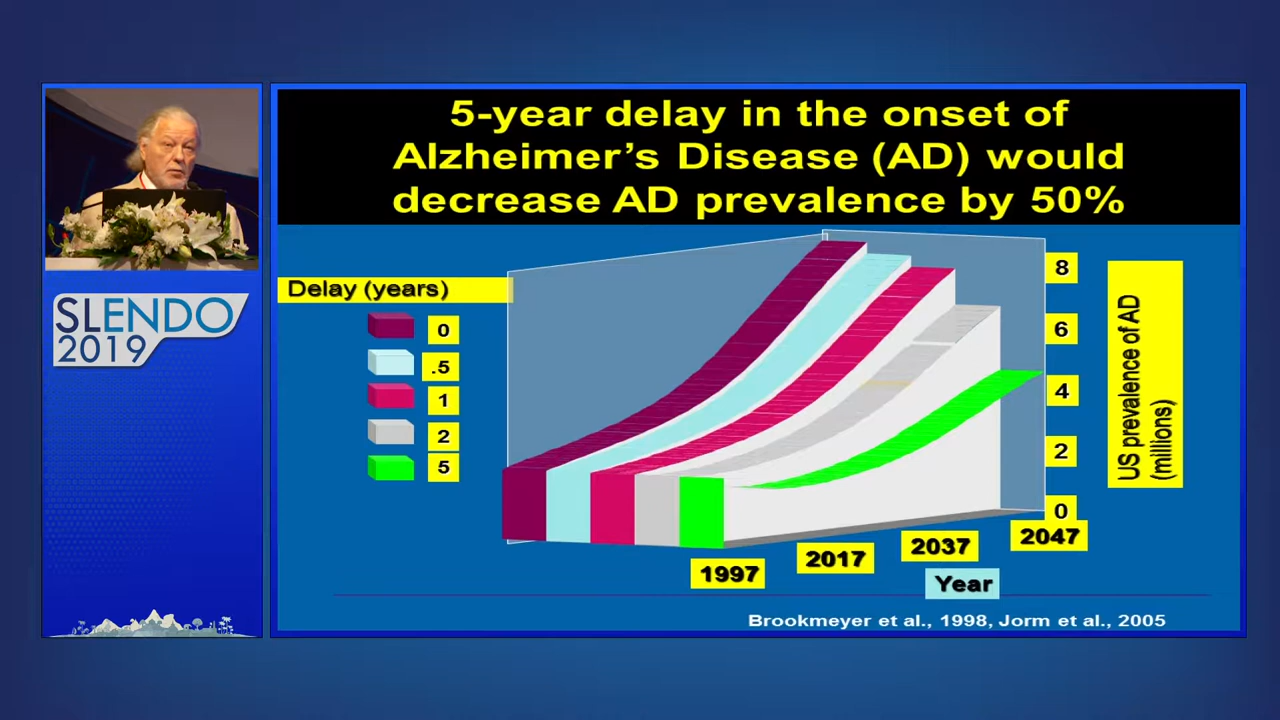 5-year delay in the onset of
Alzheimer's Disease (AD) would
decrease AD prevalence by 50%
SLENDO
2019
Delay (years)
0
.5
1
2
5
8
6
4
2
0
US prevalence of AD
(millions)
1997
2017
2037
2047
Year
Brookmeyer et al., 1998, Jorm et al., 2005